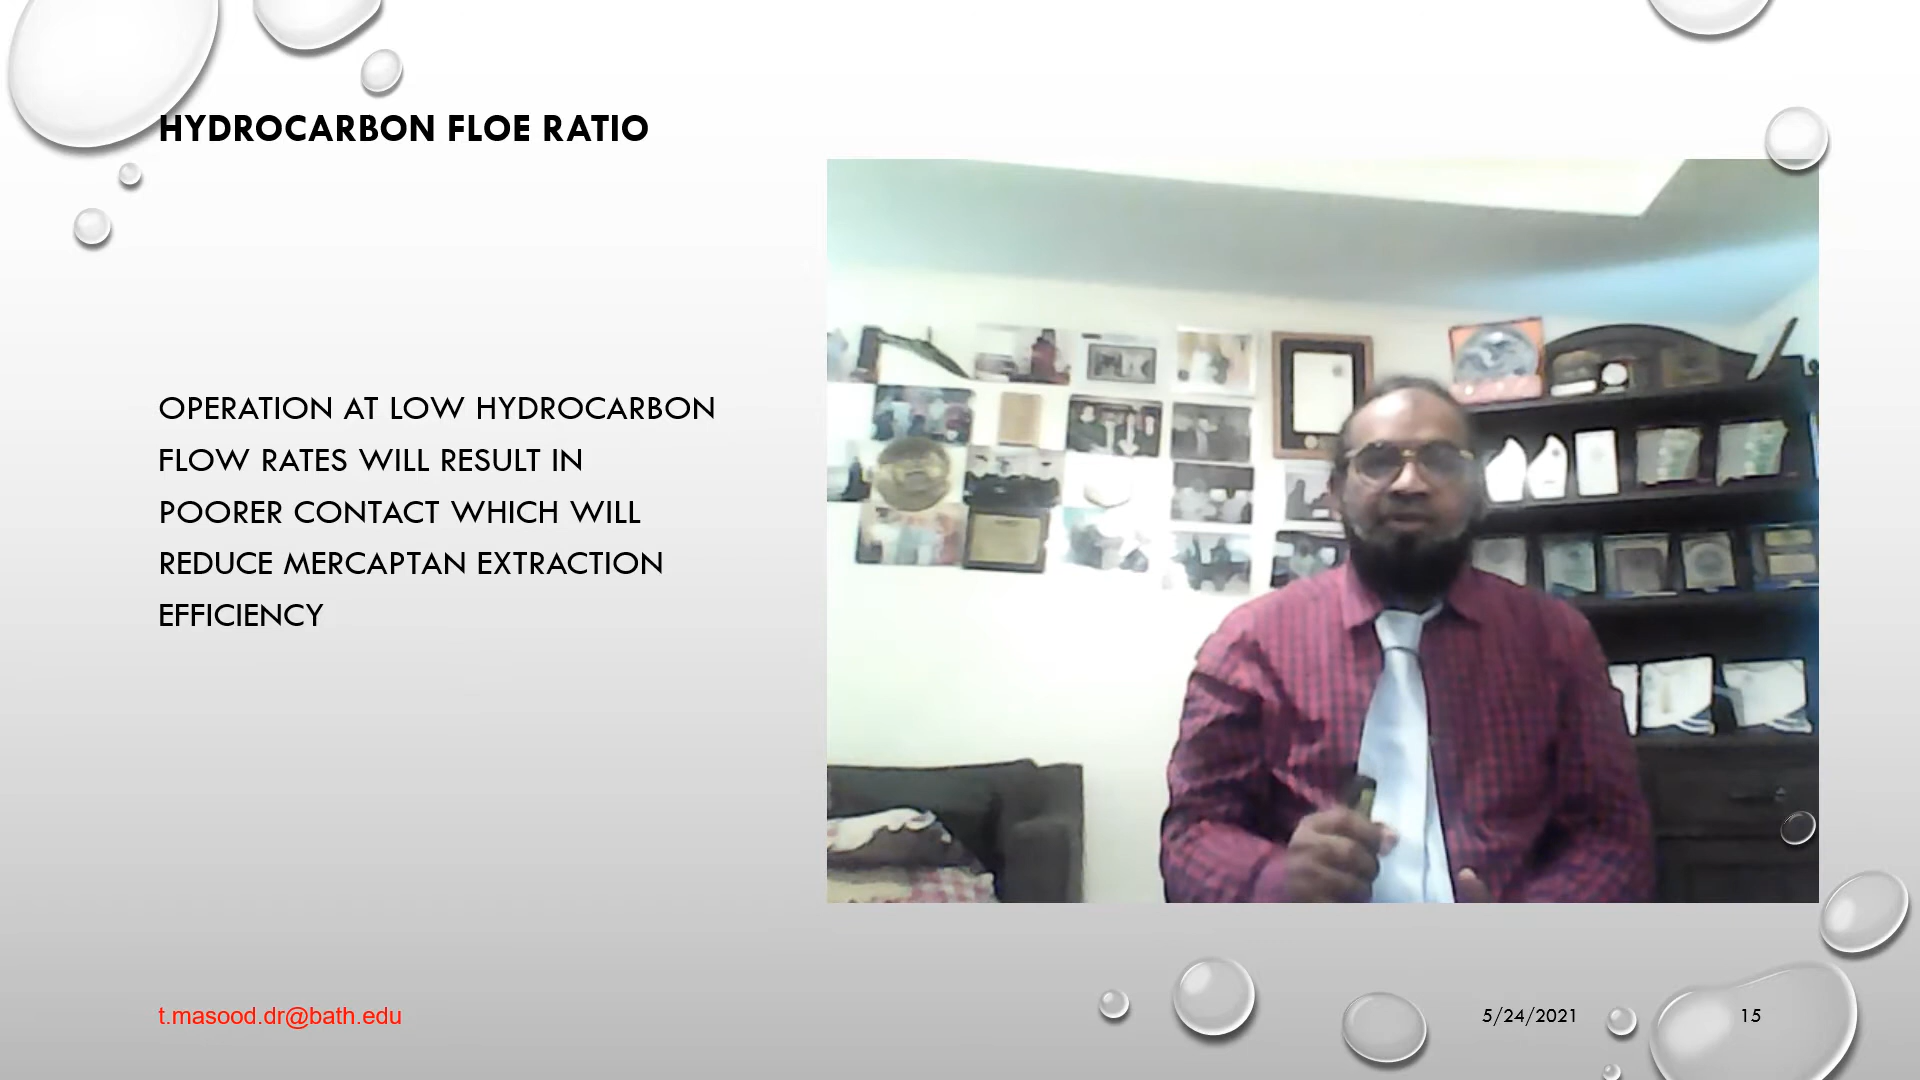 HYDROCARBON FLOE RATIO
OPERATION AT LOW HYDROCARBON
FLOW RATES WILL RESULT IN
POORER CONTACT WHICH WILL
REDUCE MERCAPTAN EXTRACTION
EFFICIENCY
t.masood.dr@bath.edu
5/24/2021
15